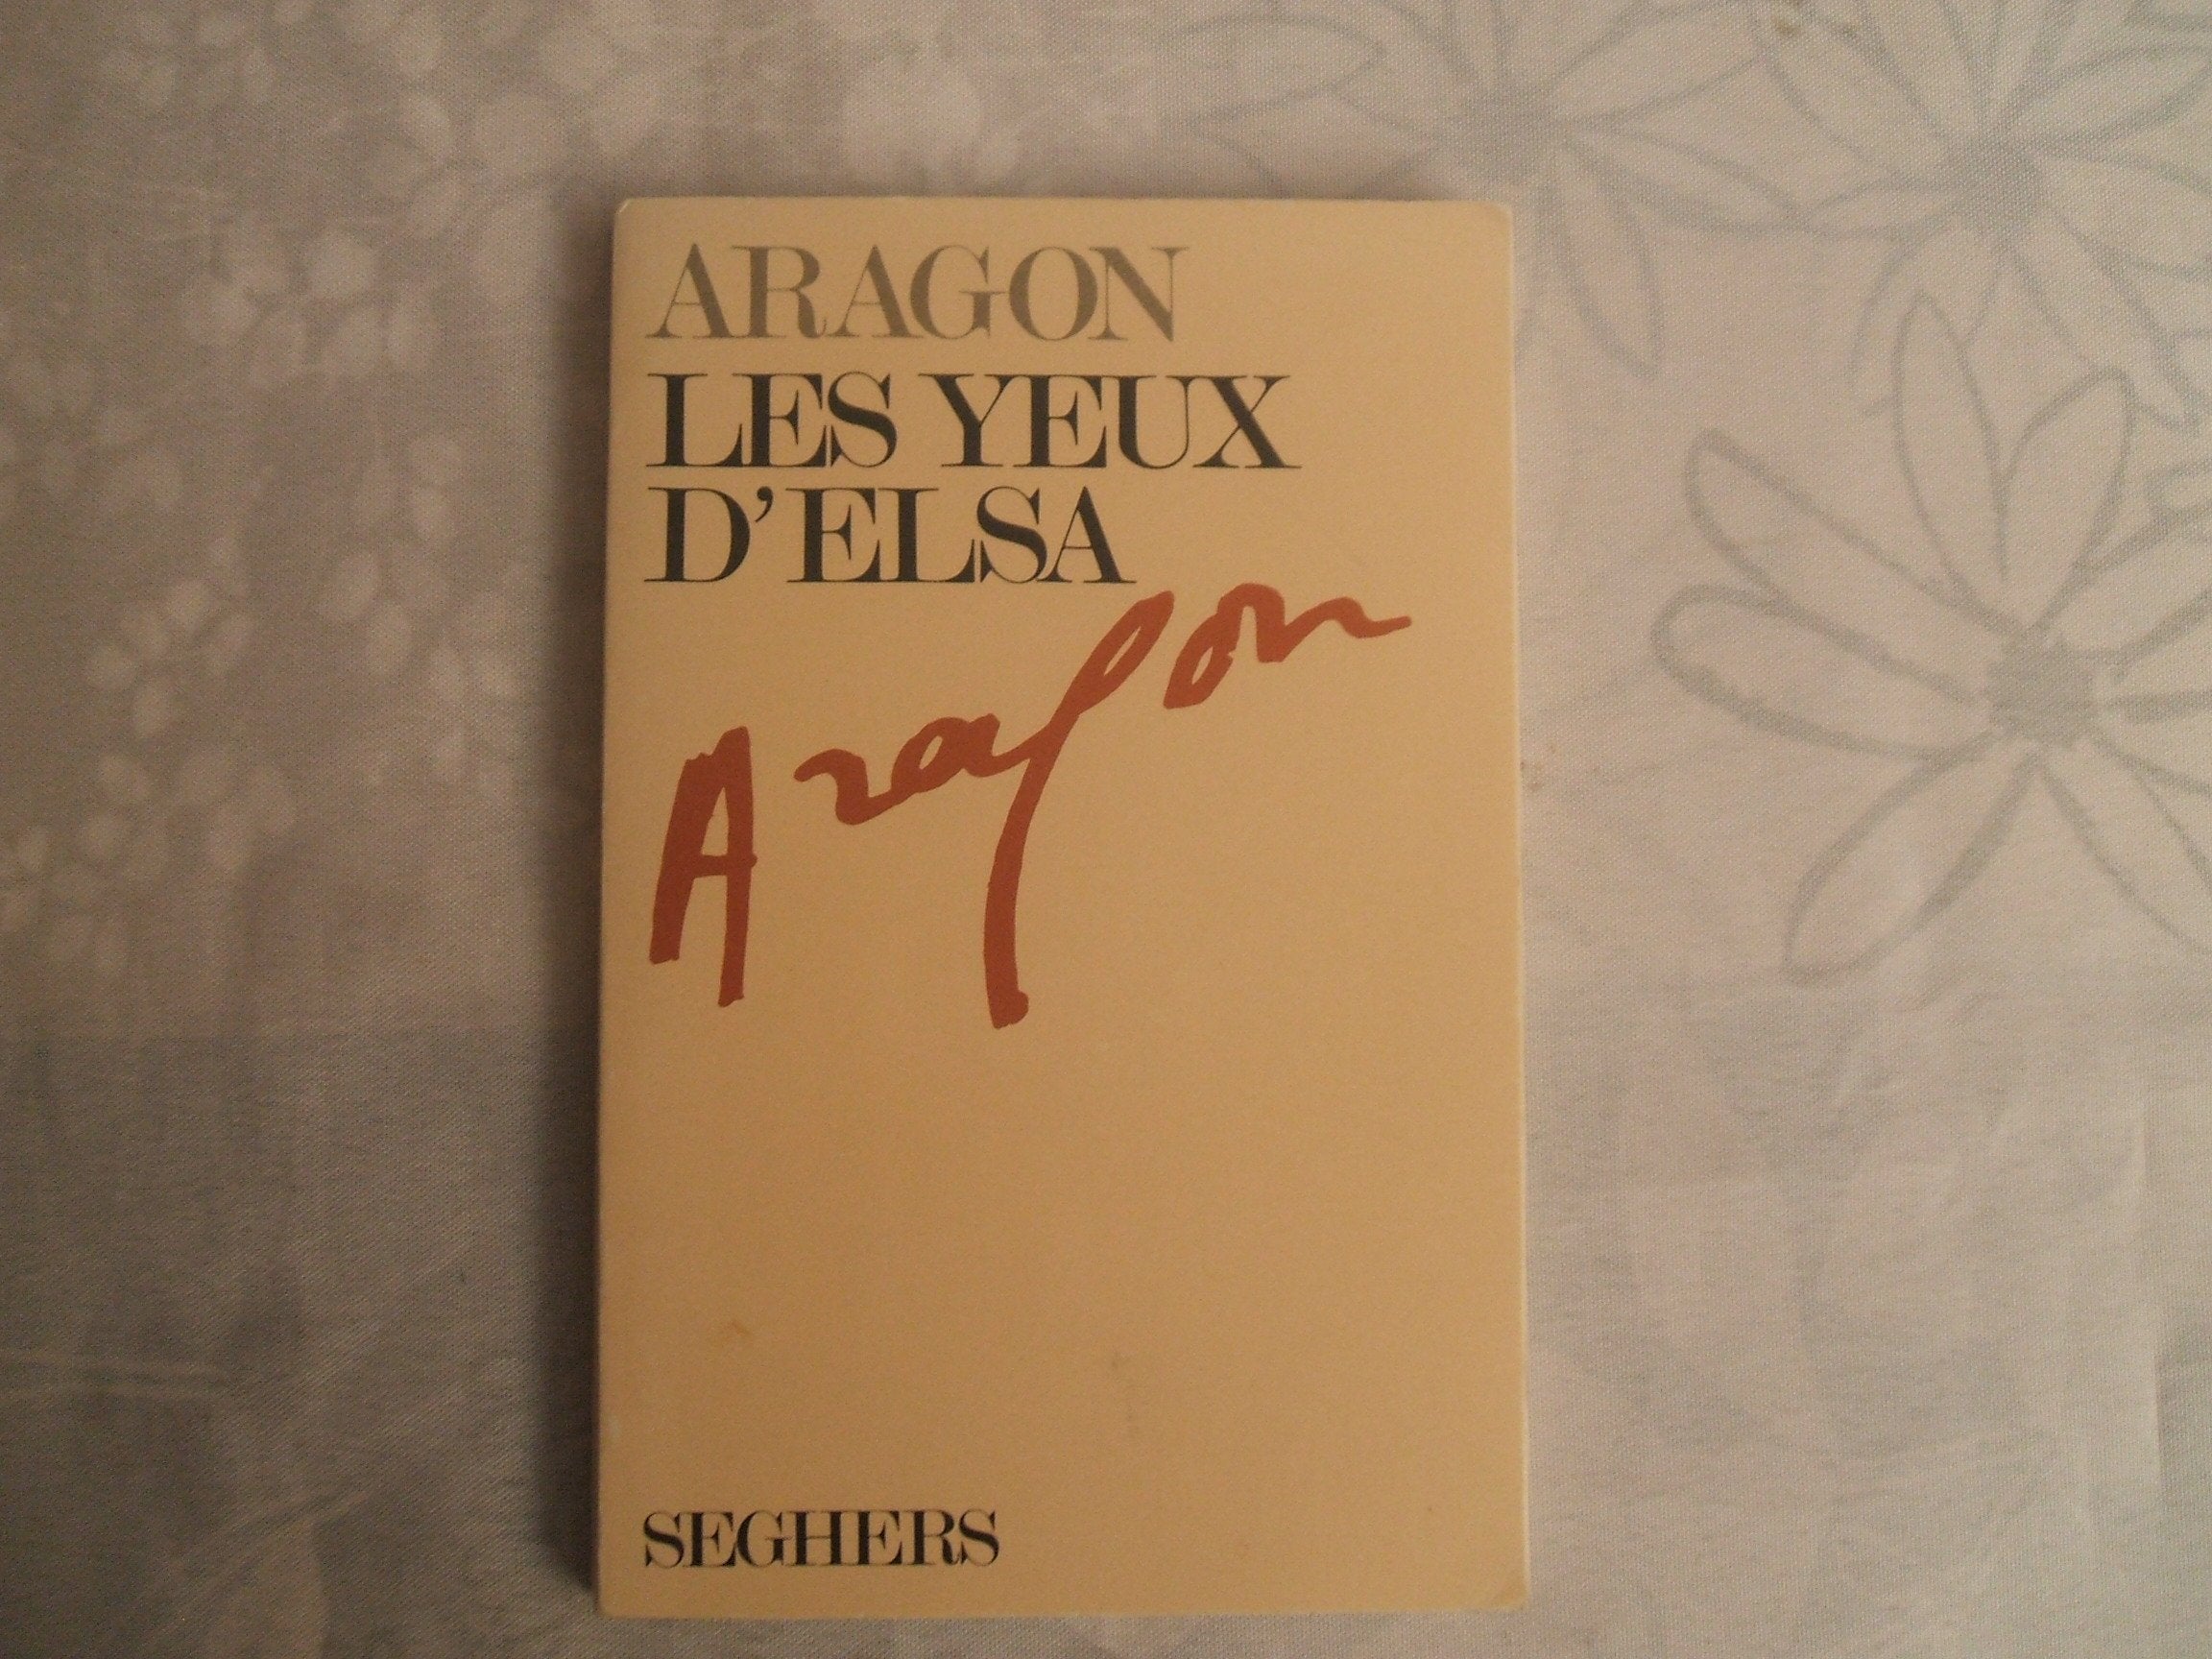 ARAGON
LES YEUX
D'ELSA
Aragon
SEGHERS